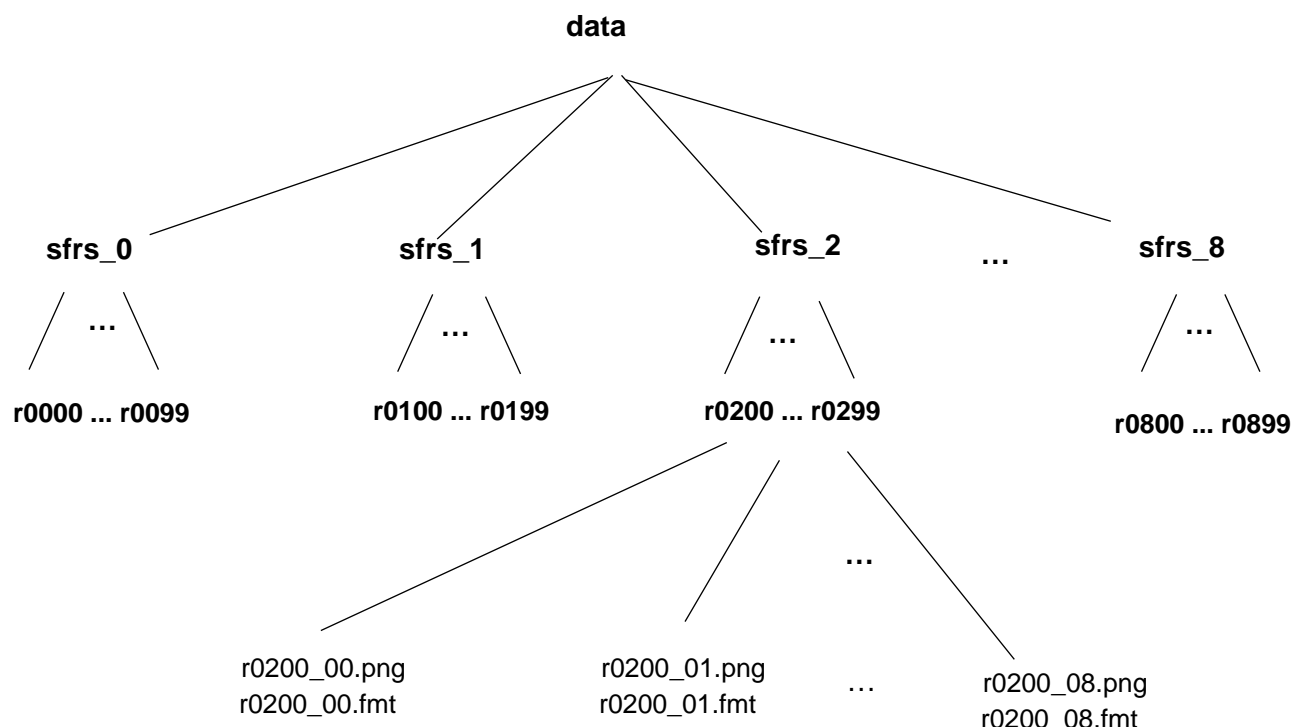 data
sfrs_0 sfrs_1 sfrs_2 ... sfrs_8
... ... ... ...
r0000 ... r0099 r0100 ... r0199 r0200 ... r0299 r0800 ... r0899
...
r0200_00.png r0200_01.png ... r0200_08.png
r0200_00.fmt r0200_01.fmt r0200_08.fmt